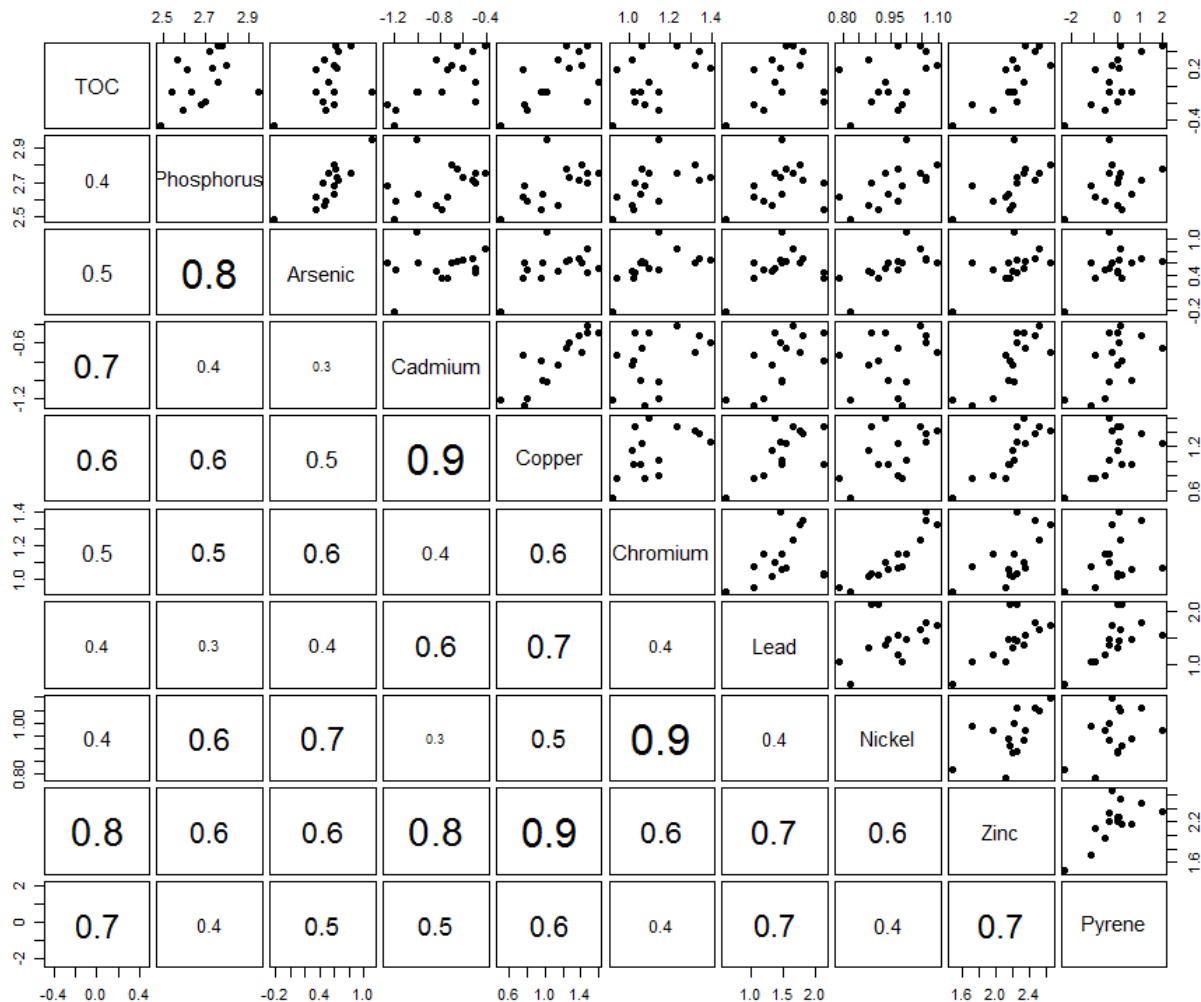 2.5 2.7 2.9 -1.2 -0.8 -0.4 1.0 1.2 1.4 0.80 0.95 1.10 -2 0 1 2
TOC 0.2 -0.4
2.9 2.7 2.5 0.4 Phosphorus
0.5 0.8 Arsenic 1.0 0.4 -0.2
-0.6 -1.2 0.7 0.4 0.3 Cadmium
0.6 0.6 0.5 0.9 Copper 1.2 0.6
1.4 1.2 1.0 0.5 0.5 0.6 0.4 0.6 Chromium
0.4 0.3 0.4 0.6 0.7 0.4 Lead 2.0 1.0
1.00 0.80 0.4 0.6 0.7 0.3 0.5 0.9 0.4 Nickel
0.8 0.6 0.6 0.8 0.9 0.6 0.7 0.6 Zinc 2.2 1.6
2 0 -2 0.7 0.4 0.5 0.5 0.6 0.4 0.7 0.4 0.7 Pyrene
-0.4 0.0 0.4 -0.2 0.4 1.0 0.6 1.0 1.4 1.0 2.0 1.6 2.0 2.4